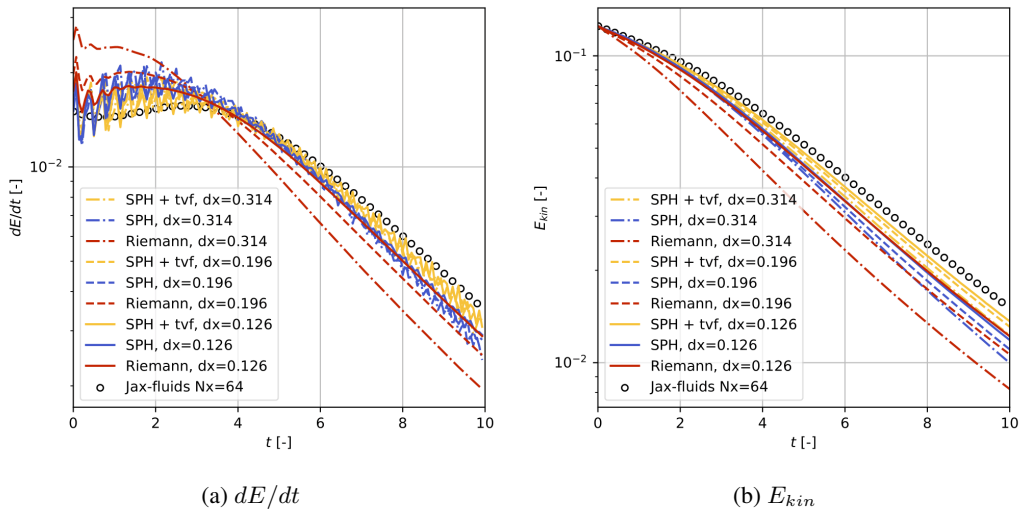 dE/dt [-]
10⁻²
SPH + tvf, dx=0.314
SPH, dx=0.314
Riemann, dx=0.314
SPH + tvf, dx=0.196
SPH, dx=0.196
Riemann, dx=0.196
SPH + tvf, dx=0.126
SPH, dx=0.126
Riemann, dx=0.126
Jax-fluids Nx=64
0 2 4 6 8 10
t [-]
(a) dE/dt
E_kin [-]
10⁻¹
10⁻²
SPH + tvf, dx=0.314
SPH, dx=0.314
Riemann, dx=0.314
SPH + tvf, dx=0.196
SPH, dx=0.196
Riemann, dx=0.196
SPH + tvf, dx=0.126
SPH, dx=0.126
Riemann, dx=0.126
Jax-fluids Nx=64
0 2 4 6 8 10
t [-]
(b) E_kin